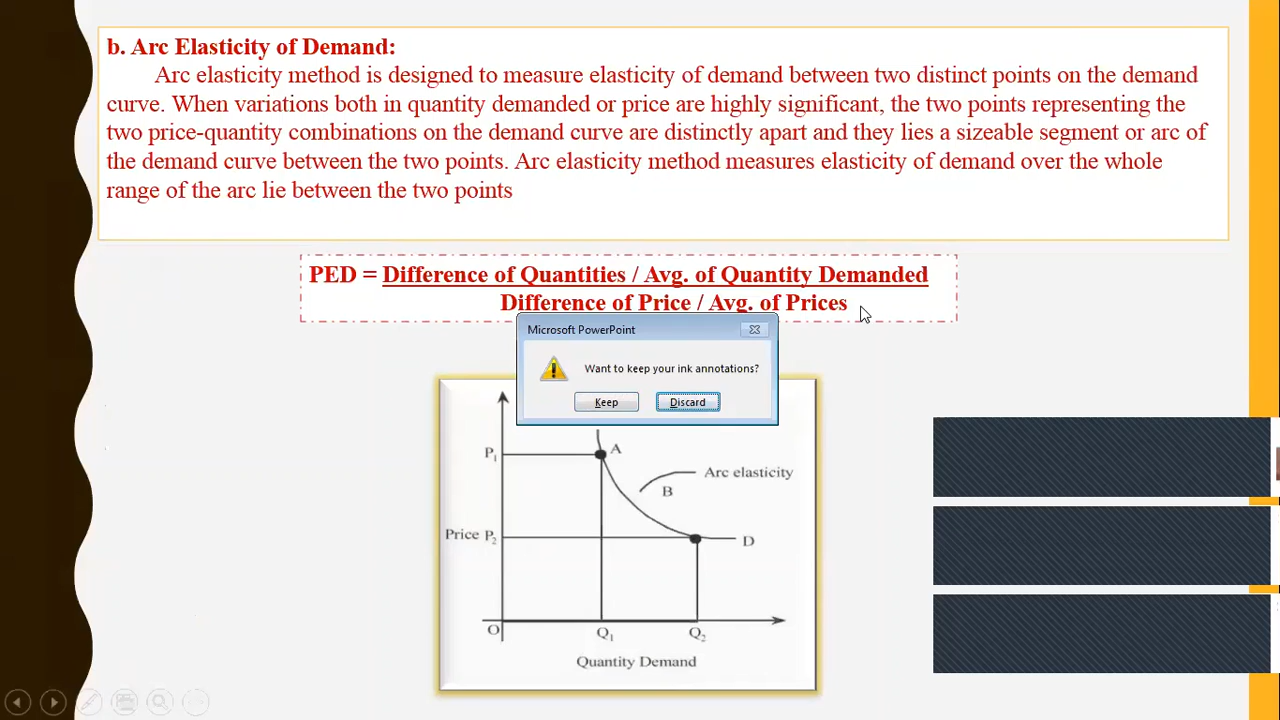 b. Arc Elasticity of Demand:
Arc elasticity method is designed to measure elasticity of demand between two distinct points on the demand
curve. When variations both in quantity demanded or price are highly significant, the two points representing the
two price-quantity combinations on the demand curve are distinctly apart and they lies a sizeable segment or arc of
the demand curve between the two points. Arc elasticity method measures elasticity of demand over the whole
range of the arc lie between the two points
PED = Difference of Quantities / Avg. of Quantity Demanded
Difference of Price / Avg. of Prices
Microsoft PowerPoint
Want to keep your ink annotations?
Keep Discard
P₁
A
Arc elasticity
B
Price P₂
D
O Q₁ Q₂
Quantity Demand